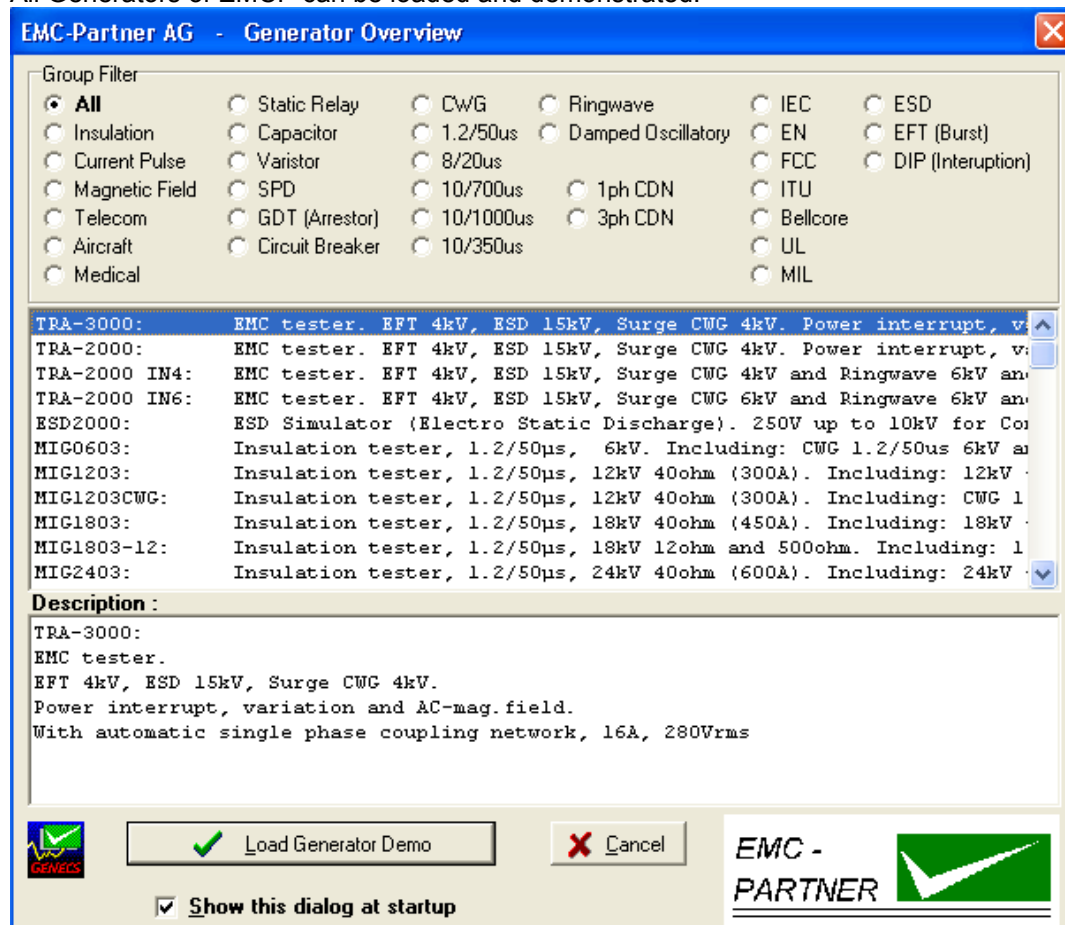 All Generators of EMCP can be loaded and demonstrated.
EMC-Partner AG - Generator Overview
Group Filter
All Static Relay CWG Ringwave IEC ESD
Insulation Capacitor 1.2/50us Damped Oscillatory EN EFT (Burst)
Current Pulse Varistor 8/20us FCC DIP (Interuption)
Magnetic Field SPD 10/700us 1ph CDN ITU
Telecom GDT (Arrestor) 10/1000us 3ph CDN Bellcore
Aircraft Circuit Breaker 10/350us UL
Medical MIL
TRA-3000: EMC tester. EFT 4kV, ESD 15kV, Surge CWG 4kV. Power interrupt,
TRA-2000: EMC tester. EFT 4kV, ESD 15kV, Surge CWG 4kV. Power interrupt,
TRA-2000 IN4: EMC tester. EFT 4kV, ESD 15kV, Surge CWG 4kV and Ringwave 6kV
TRA-2000 IN6: EMC tester. EFT 4kV, ESD 15kV, Surge CWG 6kV and Ringwave 6kV
ESD2000: ESD Simulator (Electro Static Discharge). 250V up to 10kV for
MIG0603: Insulation tester, 1.2/50µs, 6kV. Including: CWG 1.2/50us 6kV
MIG1203: Insulation tester, 1.2/50µs, 12kV 40ohm (300A). Including: 12kV
MIG1203CWG: Insulation tester, 1.2/50µs, 12kV 40ohm (300A). Including: CWG 1
MIG1803: Insulation tester, 1.2/50µs, 18kV 40ohm (450A). Including: 18kV
MIG1803-12: Insulation tester, 1.2/50µs, 18kV 12ohm and 500ohm. Including: 1
MIG2403: Insulation tester, 1.2/50µs, 24kV 40ohm (600A). Including: 24kV
Description :
TRA-3000:
EMC tester.
EFT 4kV, ESD 15kV, Surge CWG 4kV.
Power interrupt, variation and AC-mag.field.
With automatic single phase coupling network, 16A, 280Vrms
GENECS Load Generator Demo Cancel
EMC -
PARTNER
Show this dialog at startup